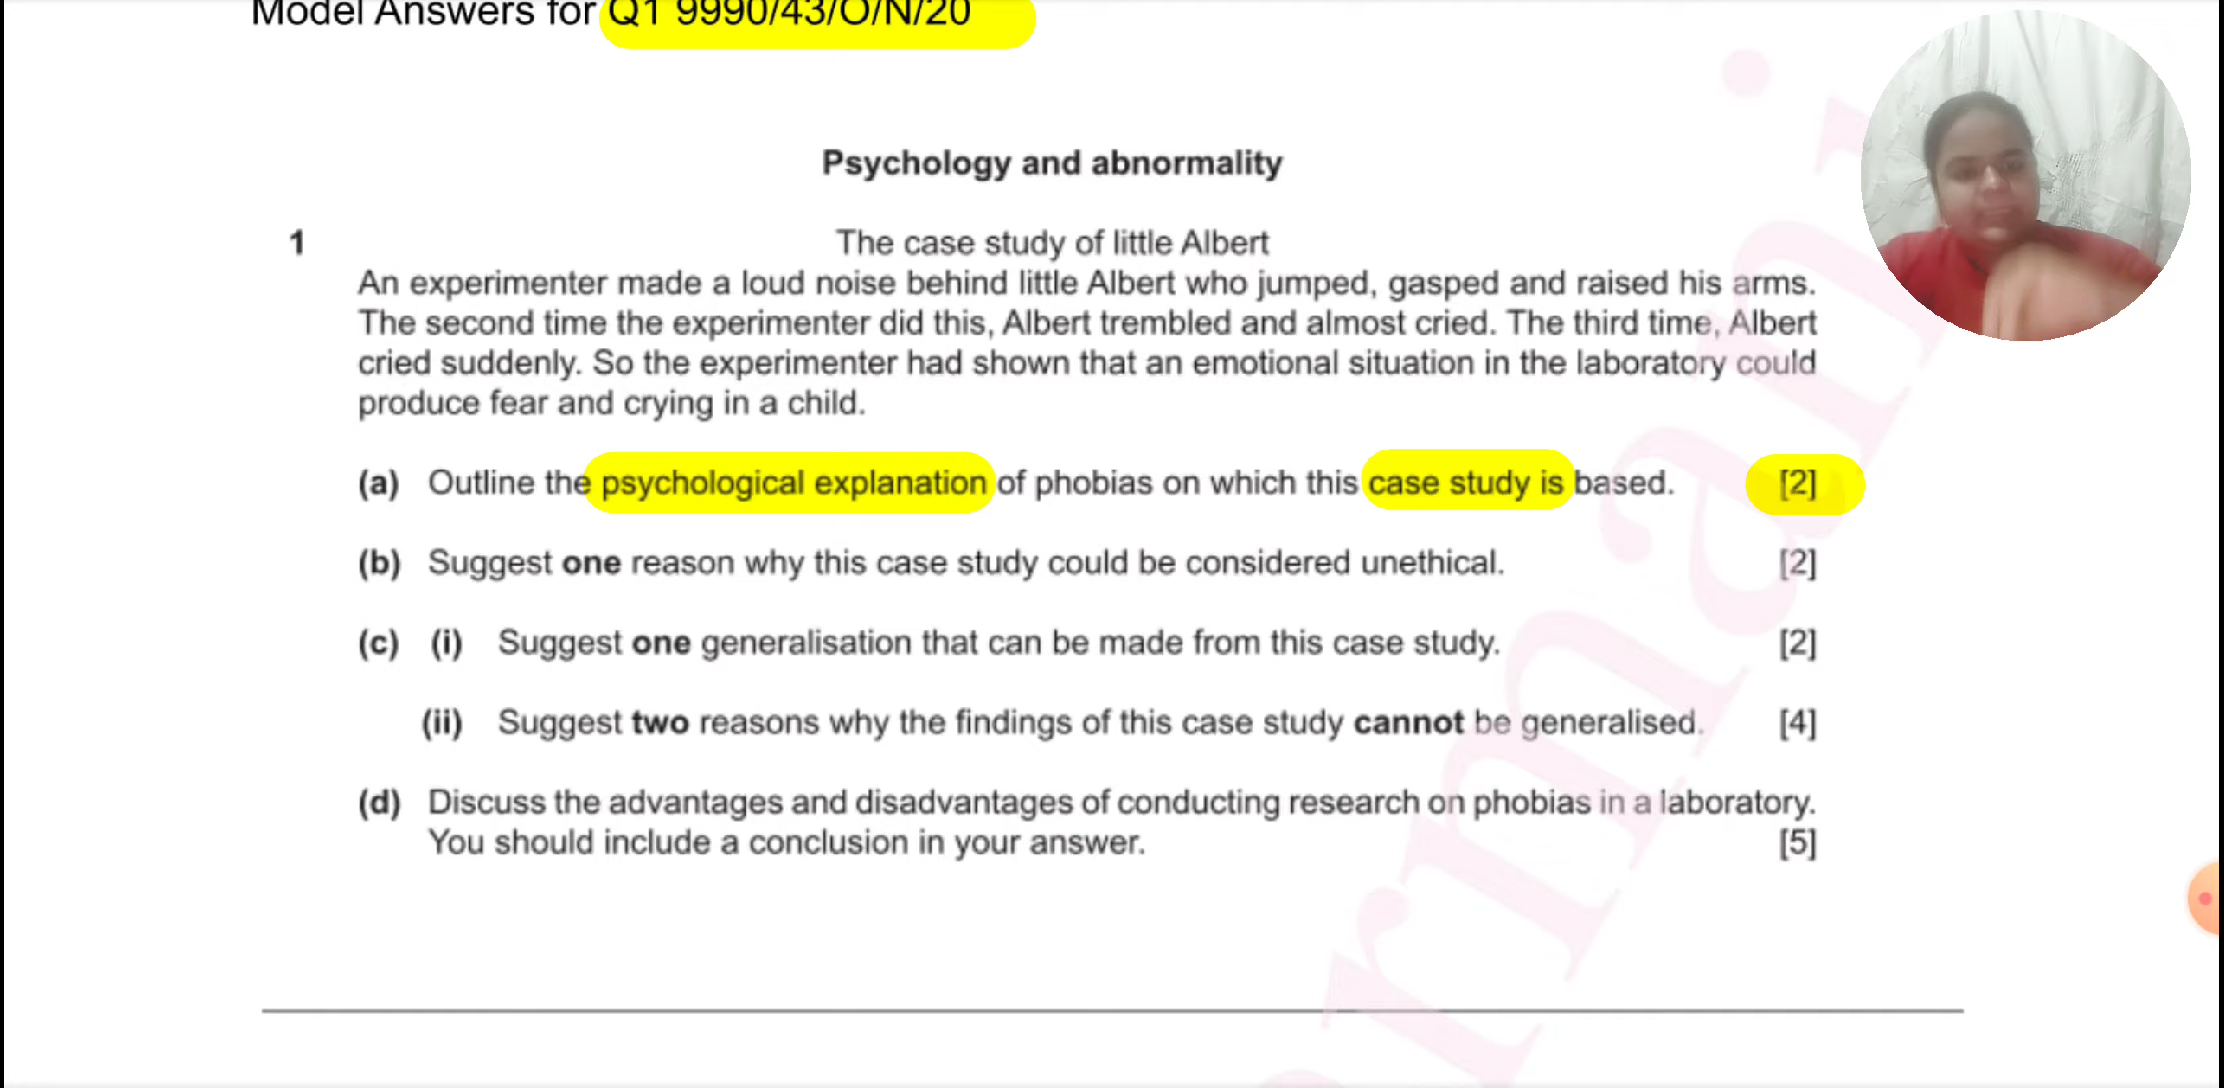 Model Answers for Q1 9990/43/O/N/20
Psychology and abnormality
1 The case study of little Albert
An experimenter made a loud noise behind little Albert who jumped, gasped and raised his arms.
The second time the experimenter did this, Albert trembled and almost cried. The third time, Albert
cried suddenly. So the experimenter had shown that an emotional situation in the laboratory could
produce fear and crying in a child.
(a) Outline the psychological explanation of phobias on which this case study is based. [2]
(b) Suggest one reason why this case study could be considered unethical. [2]
(c) (i) Suggest one generalisation that can be made from this case study. [2]
(ii) Suggest two reasons why the findings of this case study cannot be generalised. [4]
(d) Discuss the advantages and disadvantages of conducting research on phobias in a laboratory.
You should include a conclusion in your answer. [5]